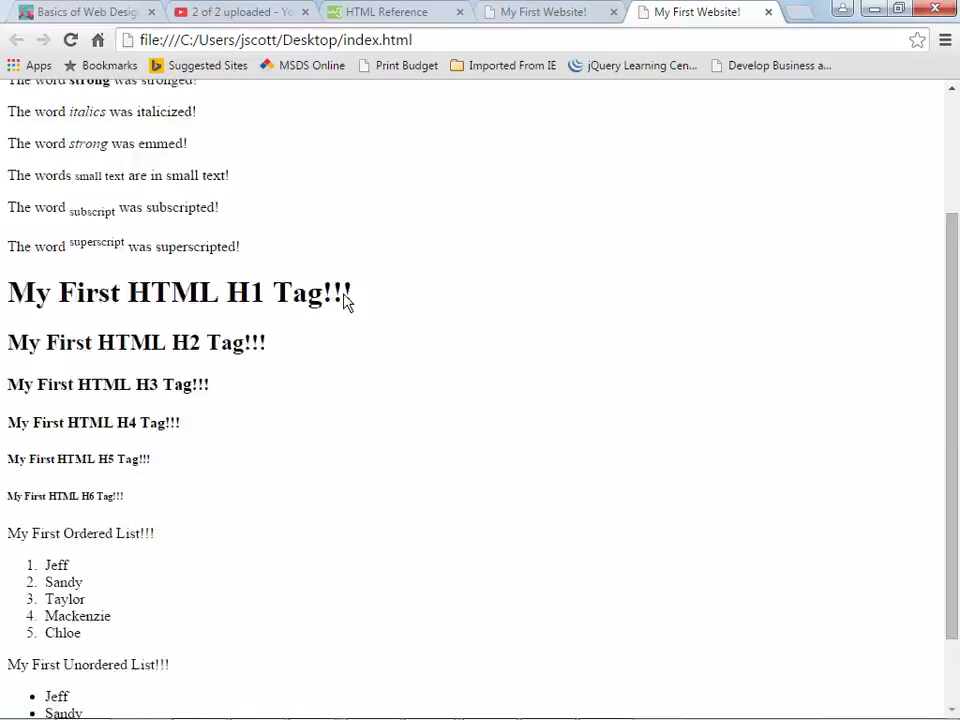 Basics of Web Desig
2 of 2 uploaded - Yo
HTML Reference
My First Website!
My First Website!
file:///C:/Users/jscott/Desktop/index.html
Apps
Bookmarks
Suggested Sites
MSDS Online
Print Budget
Imported From IE
jQuery Learning Cen...
Develop Business a...
The word strong was stronged!
The word italics was italicized!
The word strong was emmed!
The words small text are in small text!
The word subscript was subscripted!
The word superscript was superscripted!
My First HTML H1 Tag!!!
My First HTML H2 Tag!!!
My First HTML H3 Tag!!!
My First HTML H4 Tag!!!
My First HTML H5 Tag!!!
My First HTML H6 Tag!!!
My First Ordered List!!!
1. Jeff
2. Sandy
3. Taylor
4. Mackenzie
5. Chloe
My First Unordered List!!!
• Jeff
• Sandy